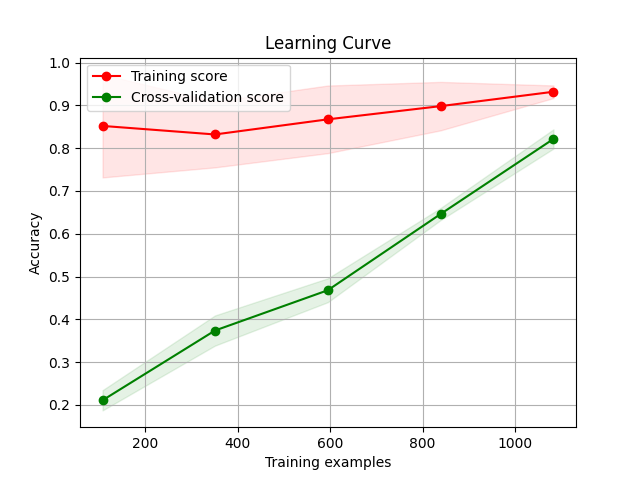 Learning Curve
1.0
Training score
Cross-validation score
0.9
0.8
0.7
0.6
0.5
0.4
0.3
0.2
Accuracy
200
400
600
800
1000
Training examples